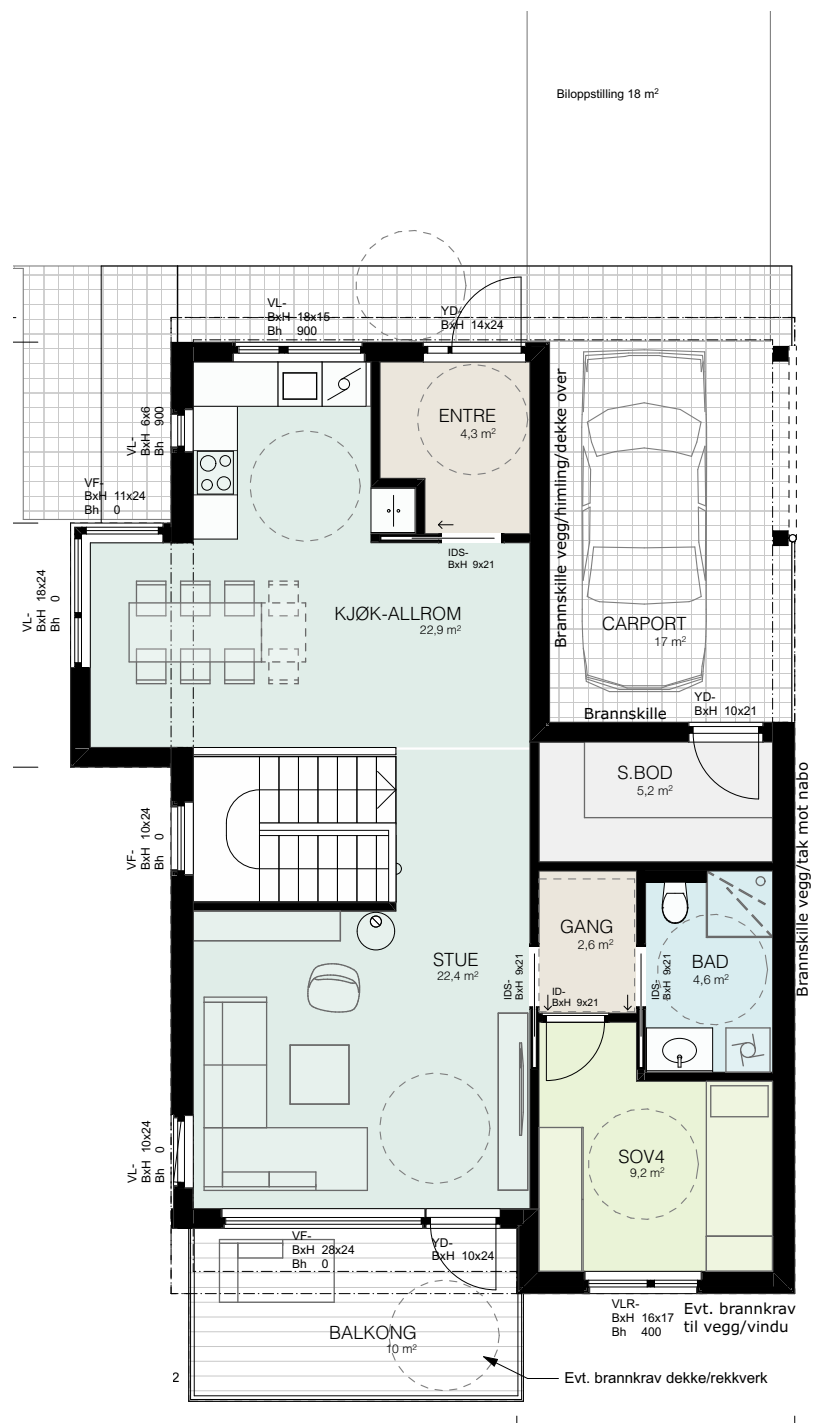 Biloppstilling 18 m²
VL-
BxH 18x15
Bh 900
YD-
BxH 14x24
VL-
BxH 6x6
Bh 900
ENTRE
4,3 m²
Brannskille vegg/himling/dekke over
VF-
BxH 11x24
Bh 0
IDS-
BxH 9x21
VL-
BxH 18x24
Bh 0
KJØK-ALLROM
22,9 m²
CARPORT
17 m²
YD-
BxH 10x21
Brannskille
S.BOD
5,2 m²
Brannskille vegg/tak mot nabo
VF-
BxH 10x24
Bh 0
GANG
2,6 m²
STUE
22,4 m²
IDS-
BxH 9x21
ID-
BxH 9x21
IDS-
BxH 9x21
BAD
4,6 m²
VL-
BxH 10x24
Bh 0
SOV4
9,2 m²
VF-
BxH 28x24
Bh 0
YD-
BxH 10x24
VLR-
BxH 16x17
Bh 400
Evt. brannkrav
til vegg/vindu
BALKONG
10 m²
2
Evt. brannkrav dekke/rekkverk